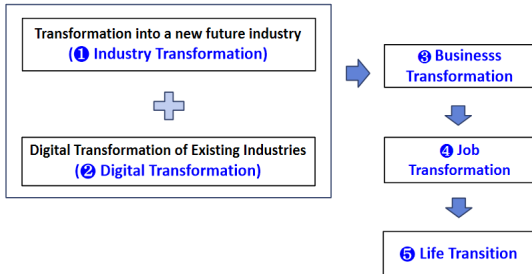 Transformation into a new future industry
(❶ Industry Transformation)
Digital Transformation of Existing Industries
(❷ Digital Transformation)
❸ Businesss
Transformation
❹ Job
Transformation
❺ Life Transition